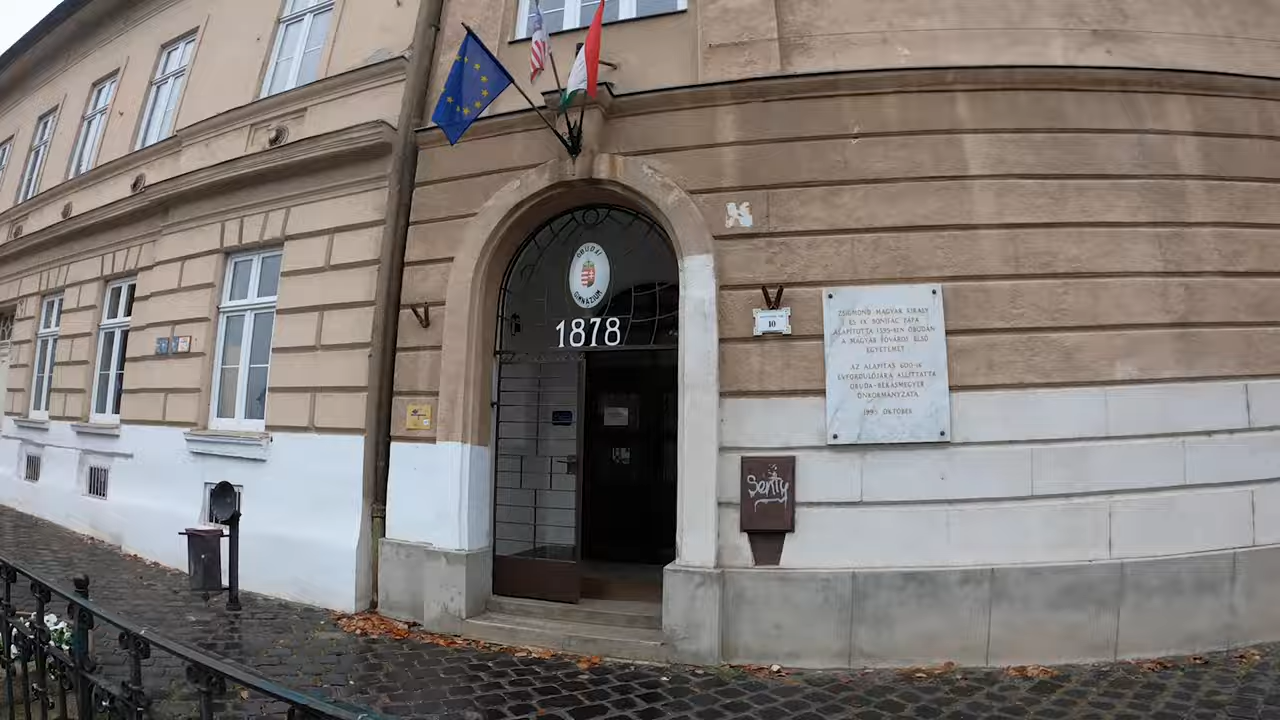 ÓBUDAI
GIMNÁZIUM
1878
10
ZSIGMOND MAGYAR KIRÁLY
ÉS IX. BONIFÁC PÁPA
ALAPÍTOTTA 1395-BEN ÓBUDÁN
A MAGYAR FŐVÁROS ELSŐ
EGYETEMÉT
AZ ALAPÍTÁS 600-IK
ÉVFORDULÓJÁRA ÁLLÍTTATTA
ÓBUDA-BÉKÁSMEGYER
ÖNKORMÁNYZATA
1995 OKTÓBER